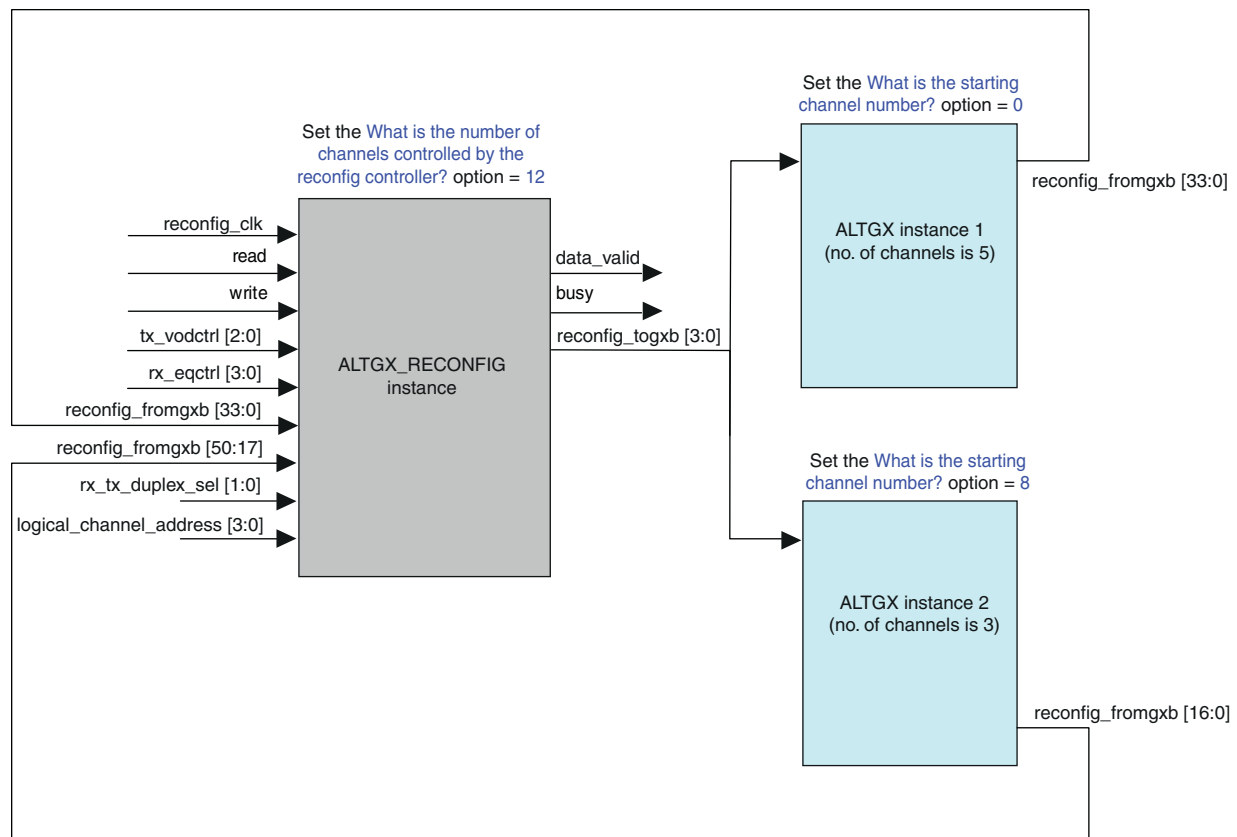 Set the What is the starting
channel number? option = 0
Set the What is the number of
channels controlled by the
reconfig controller? option = 12
reconfig_fromgxb [33:0]
reconfig_clk
read
write
tx_vodctrl [2:0]
rx_eqctrl [3:0]
reconfig_fromgxb [33:0]
reconfig_fromgxb [50:17]
rx_tx_duplex_sel [1:0]
logical_channel_address [3:0]
ALTGX_RECONFIG
instance
data_valid
busy
reconfig_togxb [3:0]
ALTGX instance 1
(no. of channels is 5)
Set the What is the starting
channel number? option = 8
ALTGX instance 2
(no. of channels is 3)
reconfig_fromgxb [16:0]